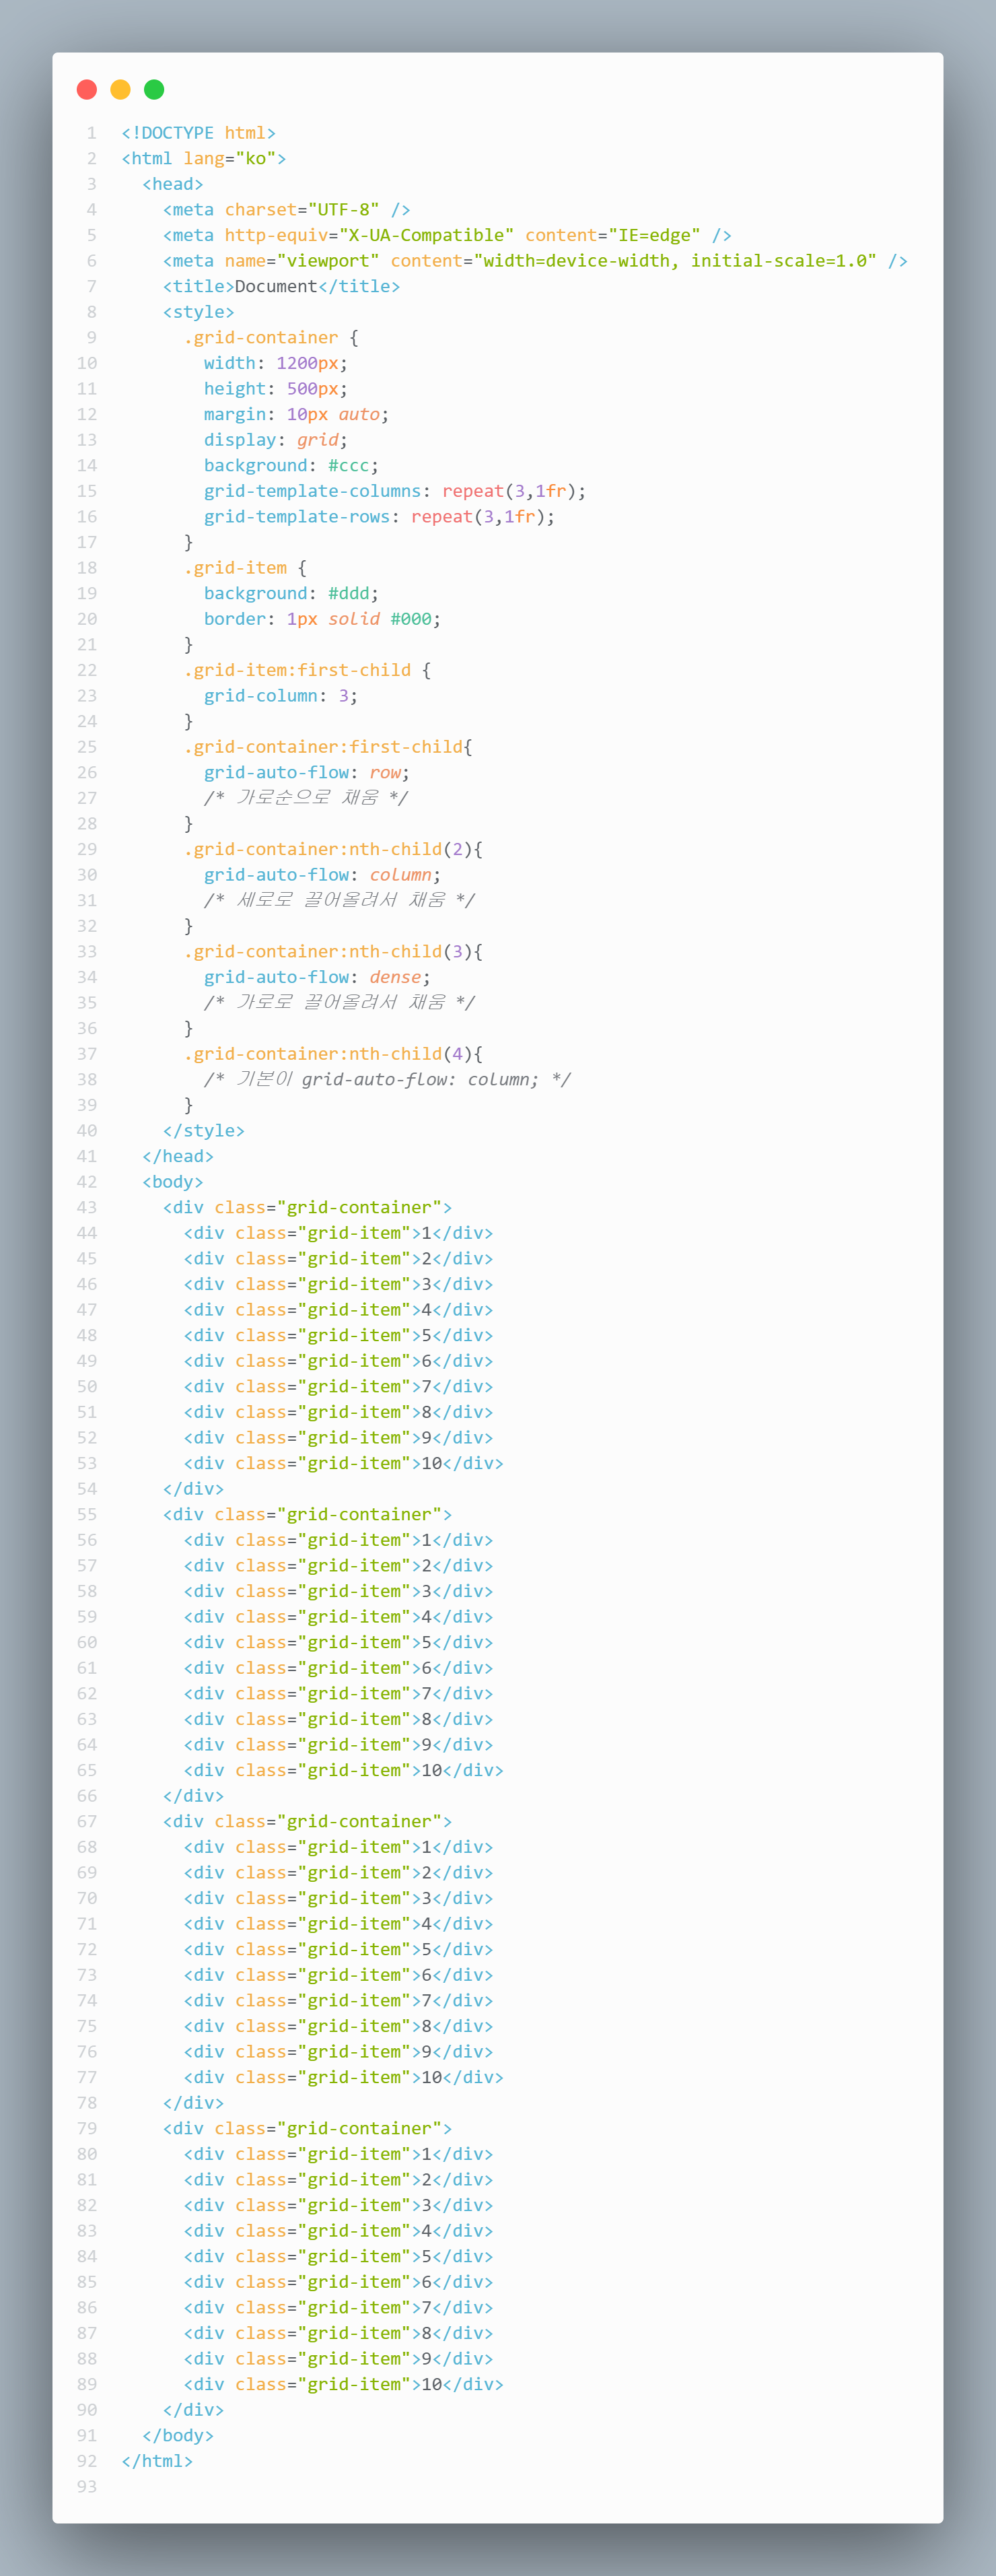 1 <!DOCTYPE html>
2 <html lang="ko">
3 <head>
4 <meta charset="UTF-8" />
5 <meta http-equiv="X-UA-Compatible" content="IE=edge" />
6 <meta name="viewport" content="width=device-width, initial-scale=1.0" />
7 <title>Document</title>
8 <style>
9 .grid-container {
10 width: 1200px;
11 height: 500px;
12 margin: 10px auto;
13 display: grid;
14 background: #ccc;
15 grid-template-columns: repeat(3,1fr);
16 grid-template-rows: repeat(3,1fr);
17 }
18 .grid-item {
19 background: #ddd;
20 border: 1px solid #000;
21 }
22 .grid-item:first-child {
23 grid-column: 3;
24 }
25 .grid-container:first-child{
26 grid-auto-flow: row;
27 /* 가로순으로 채움 */
28 }
29 .grid-container:nth-child(2){
30 grid-auto-flow: column;
31 /* 세로로 끌어올려서 채움 */
32 }
33 .grid-container:nth-child(3){
34 grid-auto-flow: dense;
35 /* 가로로 끌어올려서 채움 */
36 }
37 .grid-container:nth-child(4){
38 /* 기본이 grid-auto-flow: column; */
39 }
40 </style>
41 </head>
42 <body>
43 <div class="grid-container">
44 <div class="grid-item">1</div>
45 <div class="grid-item">2</div>
46 <div class="grid-item">3</div>
47 <div class="grid-item">4</div>
48 <div class="grid-item">5</div>
49 <div class="grid-item">6</div>
50 <div class="grid-item">7</div>
51 <div class="grid-item">8</div>
52 <div class="grid-item">9</div>
53 <div class="grid-item">10</div>
54 </div>
55 <div class="grid-container">
56 <div class="grid-item">1</div>
57 <div class="grid-item">2</div>
58 <div class="grid-item">3</div>
59 <div class="grid-item">4</div>
60 <div class="grid-item">5</div>
61 <div class="grid-item">6</div>
62 <div class="grid-item">7</div>
63 <div class="grid-item">8</div>
64 <div class="grid-item">9</div>
65 <div class="grid-item">10</div>
66 </div>
67 <div class="grid-container">
68 <div class="grid-item">1</div>
69 <div class="grid-item">2</div>
70 <div class="grid-item">3</div>
71 <div class="grid-item">4</div>
72 <div class="grid-item">5</div>
73 <div class="grid-item">6</div>
74 <div class="grid-item">7</div>
75 <div class="grid-item">8</div>
76 <div class="grid-item">9</div>
77 <div class="grid-item">10</div>
78 </div>
79 <div class="grid-container">
80 <div class="grid-item">1</div>
81 <div class="grid-item">2</div>
82 <div class="grid-item">3</div>
83 <div class="grid-item">4</div>
84 <div class="grid-item">5</div>
85 <div class="grid-item">6</div>
86 <div class="grid-item">7</div>
87 <div class="grid-item">8</div>
88 <div class="grid-item">9</div>
89 <div class="grid-item">10</div>
90 </div>
91 </body>
92 </html>
93